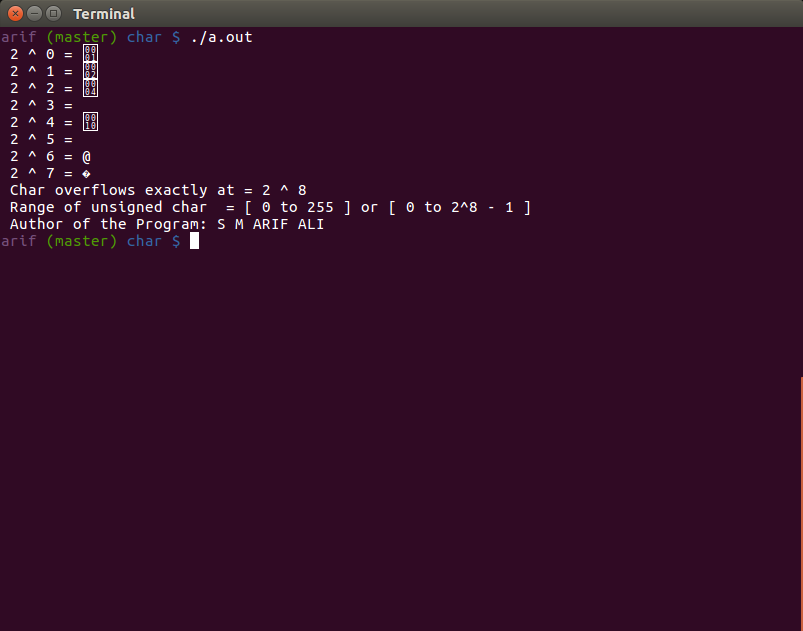 Terminal
arif (master) char $ ./a.out
2 ^ 0 = 0001
2 ^ 1 = 0002
2 ^ 2 = 0004
2 ^ 3 =
2 ^ 4 = 0010
2 ^ 5 =
2 ^ 6 = @
2 ^ 7 = �
Char overflows exactly at = 2 ^ 8
Range of unsigned char  = [ 0 to 255 ] or [ 0 to 2^8 - 1 ]
Author of the Program: S M ARIF ALI
arif (master) char $